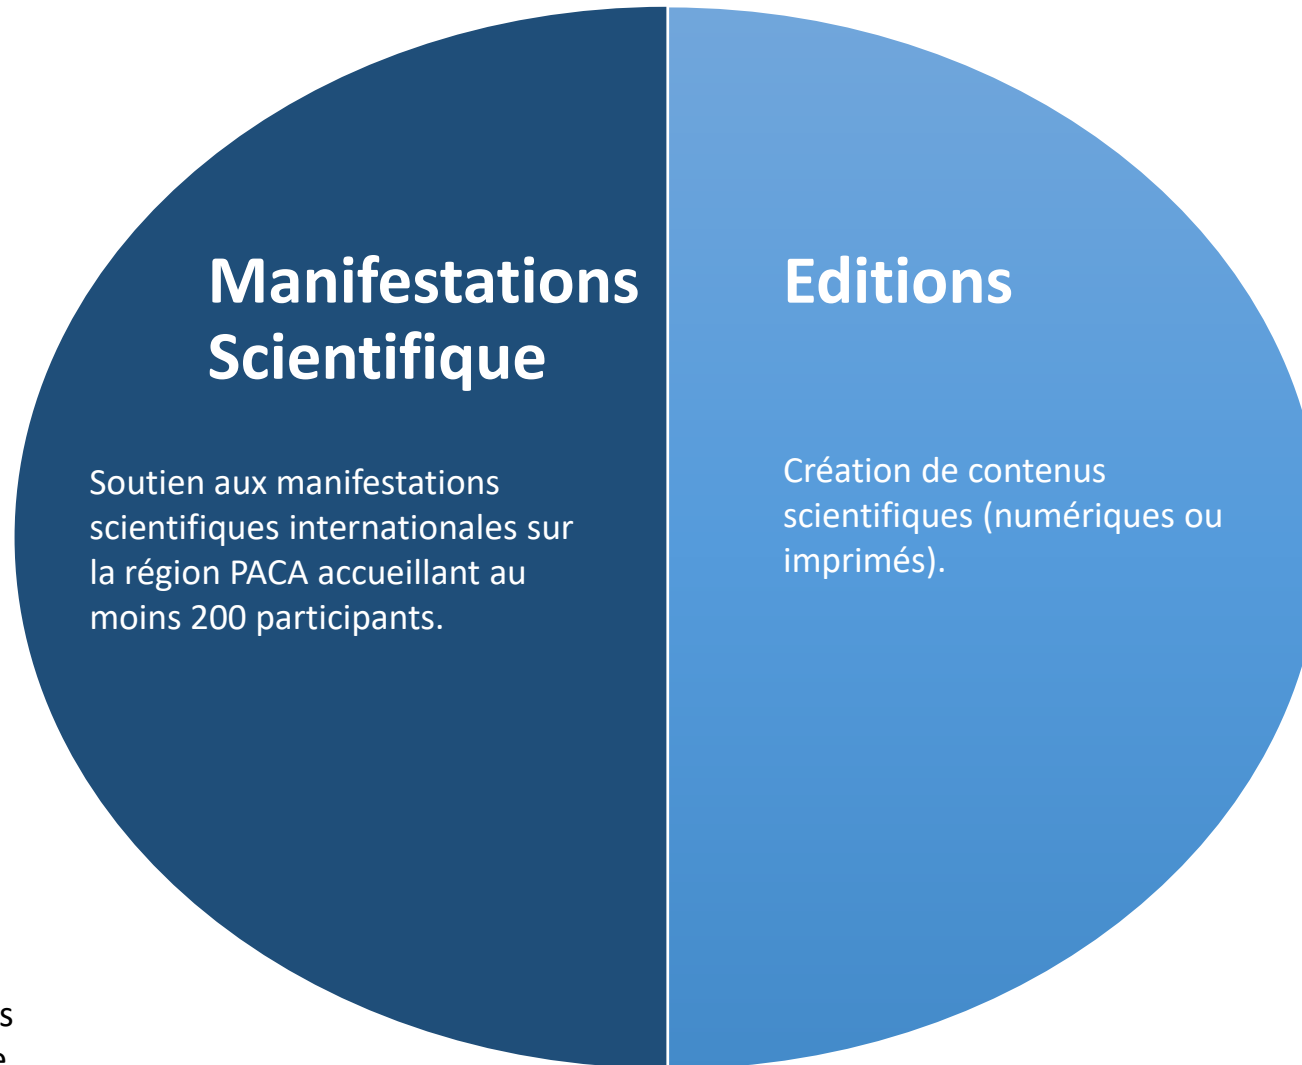 Manifestations
Scientifique
Soutien aux manifestations
scientifiques internationales sur
la région PACA accueillant au
moins 200 participants.
Editions
Création de contenus
scientifiques (numériques ou
imprimés).